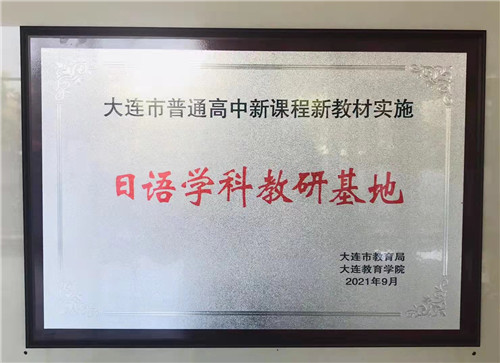 大连市普通高中新课程新教材实施
日语学科教研基地
大连市教育局
大连教育学院
2021年9月